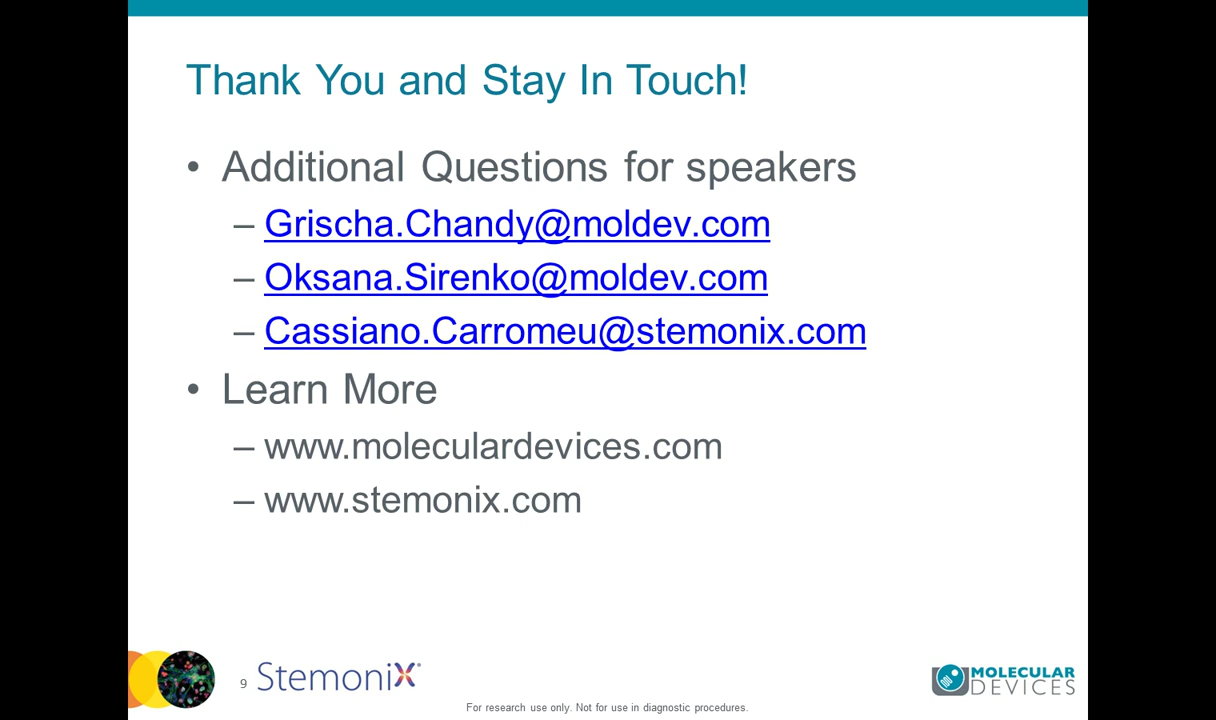 Thank You and Stay In Touch!
• Additional Questions for speakers
– Grischa.Chandy@moldev.com
– Oksana.Sirenko@moldev.com
– Cassiano.Carromeu@stemonix.com
• Learn More
– www.moleculardevices.com
– www.stemonix.com
9
StemoniX®
MOLECULAR
DEVICES
For research use only. Not for use in diagnostic procedures.